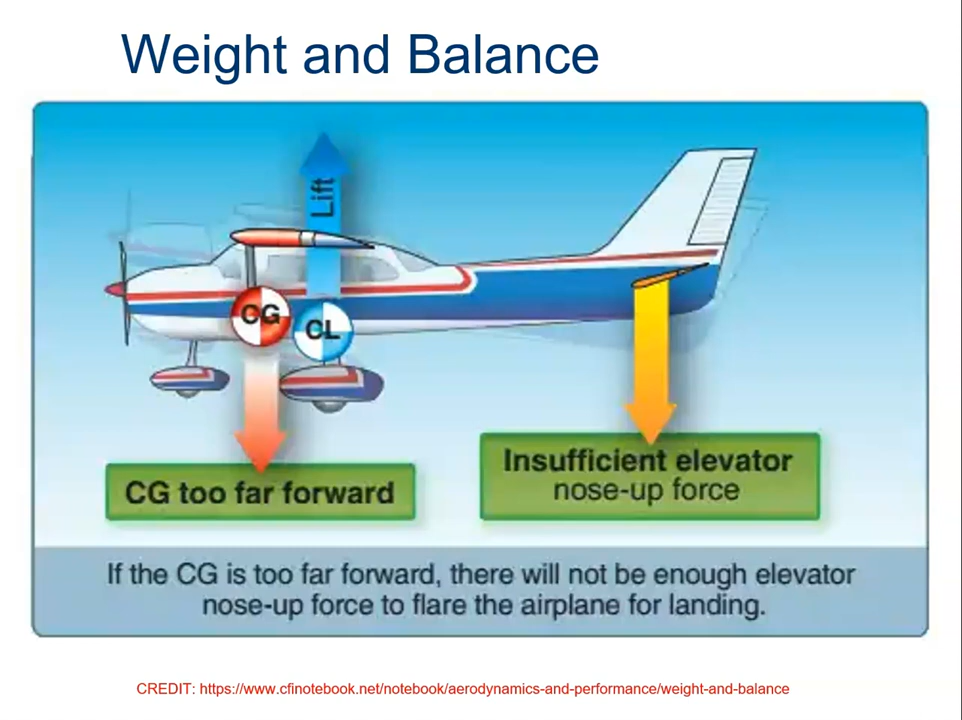 Weight and Balance
Lift
CG
CL
CG too far forward
Insufficient elevator
nose-up force
If the CG is too far forward, there will not be enough elevator
nose-up force to flare the airplane for landing.
CREDIT: https://www.cfinotebook.net/notebook/aerodynamics-and-performance/weight-and-balance